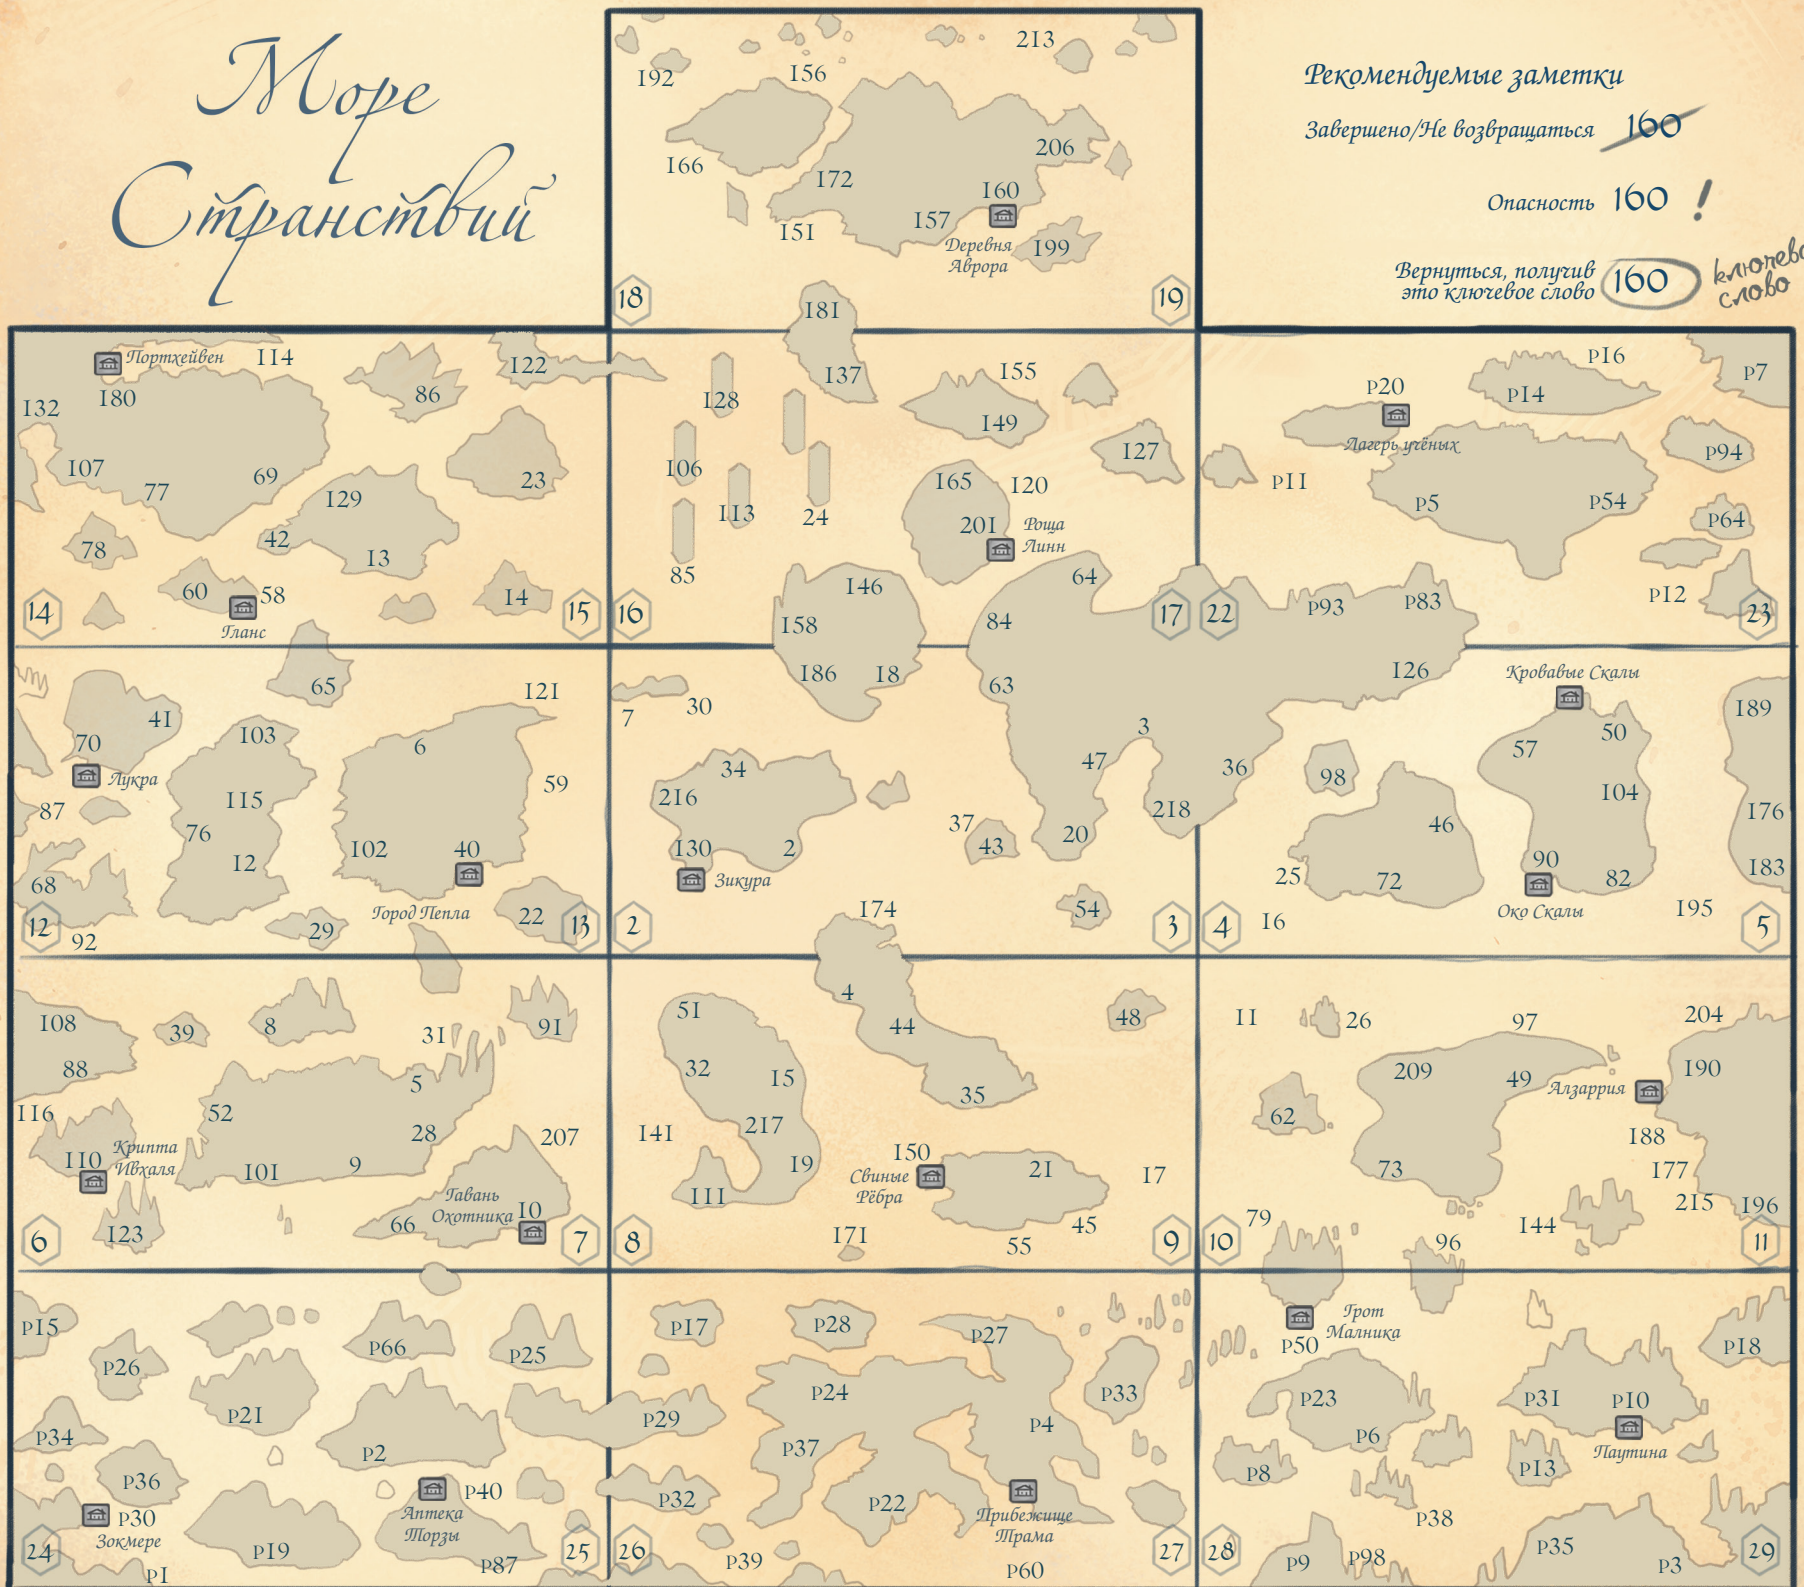 Море
Странствий
Рекомендуемые заметки
Завершено/Не возвращаться 160
Опасность 160 !
Вернуться, получив
это ключевое слово 160
слово
213
192
156
166
172
206
160
151
157
Деревня
Аврора
199
18
19
181
Портхейвен
114
122
180
132
86
107
77
69
129
23
78
42
13
60
58
14
Гланс
14
15
137
155
128
149
127
106
113
24
165
120
201
Роща
Линн
85
146
64
158
84
16
17
P16
P7
P20
P14
Лагерь учёных
P94
P11
P5
P54
P64
P12
P93
P83
22
23
65
121
41
70
103
6
Лукра
59
87
115
76
102
40
12
68
Город Пепла
22
29
92
12
13
186
18
30
7
63
3
47
36
34
216
218
37
43
20
130
2
Зикура
54
174
2
3
126
Кровавые Скалы
189
50
57
98
104
176
46
90
183
25
72
82
Око Скалы
195
16
4
5
108
39
8
31
91
88
5
116
52
28
207
110
Крипта
Ивхаля
101
9
Гавань
Охотника
10
66
123
6
7
4
51
44
48
32
15
35
217
141
150
21
17
19
Свиные
Рёбра
111
45
171
55
8
9
11
26
97
204
209
49
190
Алзаррия
62
188
73
177
215
196
79
144
96
10
11
P15
P66
P25
P26
P21
P34
P2
P36
P40
P30
Зокмере
Аптека
Торзы
P19
P87
P1
24
25
P17
P28
P27
P24
P33
P29
P4
P37
P32
P22
Прибежище
Трама
P39
P60
26
27
Грот
Малника
P50
P18
P23
P31
P10
P6
Паутина
P8
P13
P38
P9
P98
P35
P3
28
29